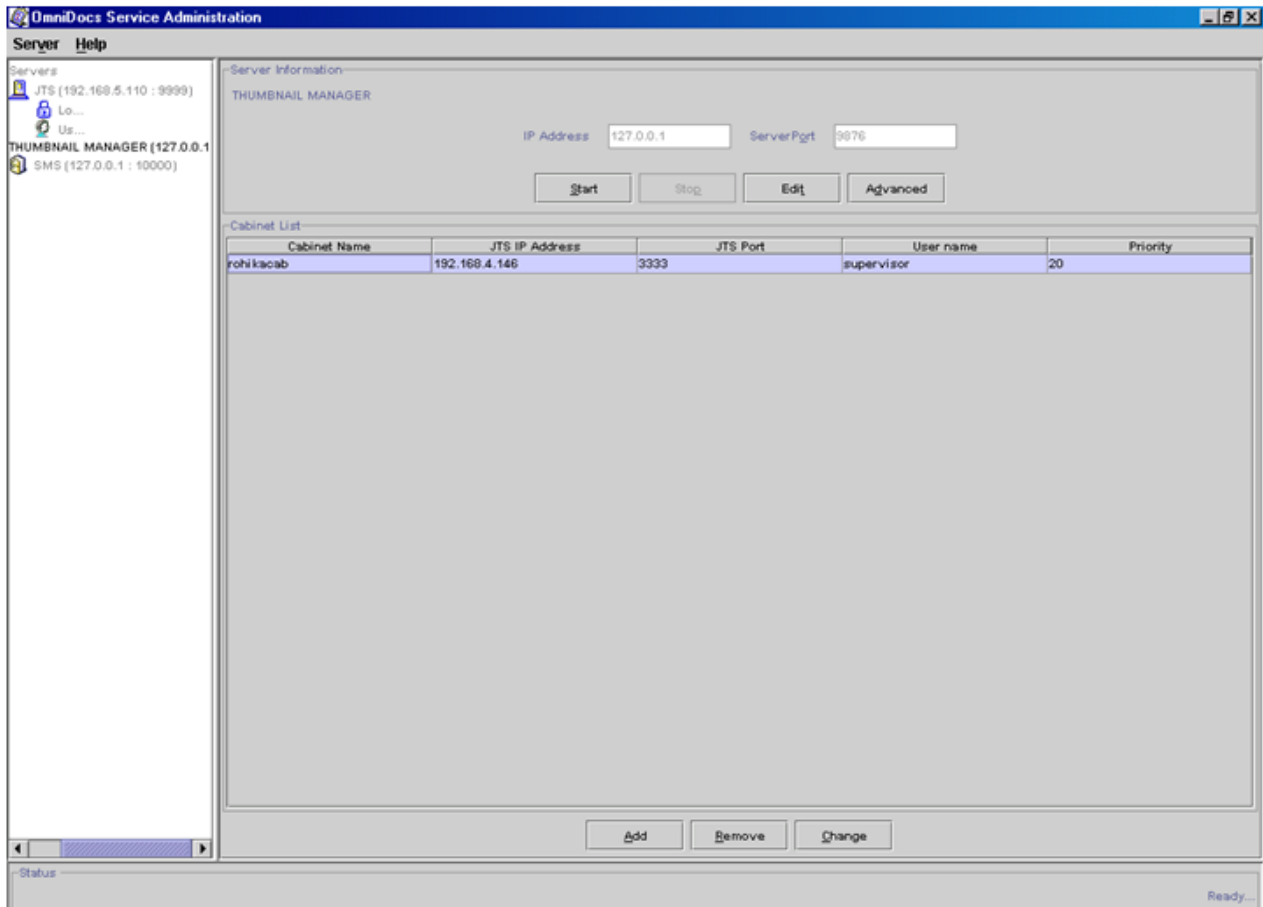 OmniDocs Service Administration
Server Help
Servers
JTS (192.168.5.110 : 9999)
Lo...
Us...
THUMBNAIL MANAGER (127.0.0.1
SMS (127.0.0.1 : 10000)
Server Information
THUMBNAIL MANAGER
IP Address 127.0.0.1 ServerPort 9876
Start Stop Edit Advanced
Cabinet List
Cabinet Name JTS IP Address JTS Port User name Priority
rohikacab 192.168.4.146 3333 supervisor 20
Add Remove Change
Status
Ready...